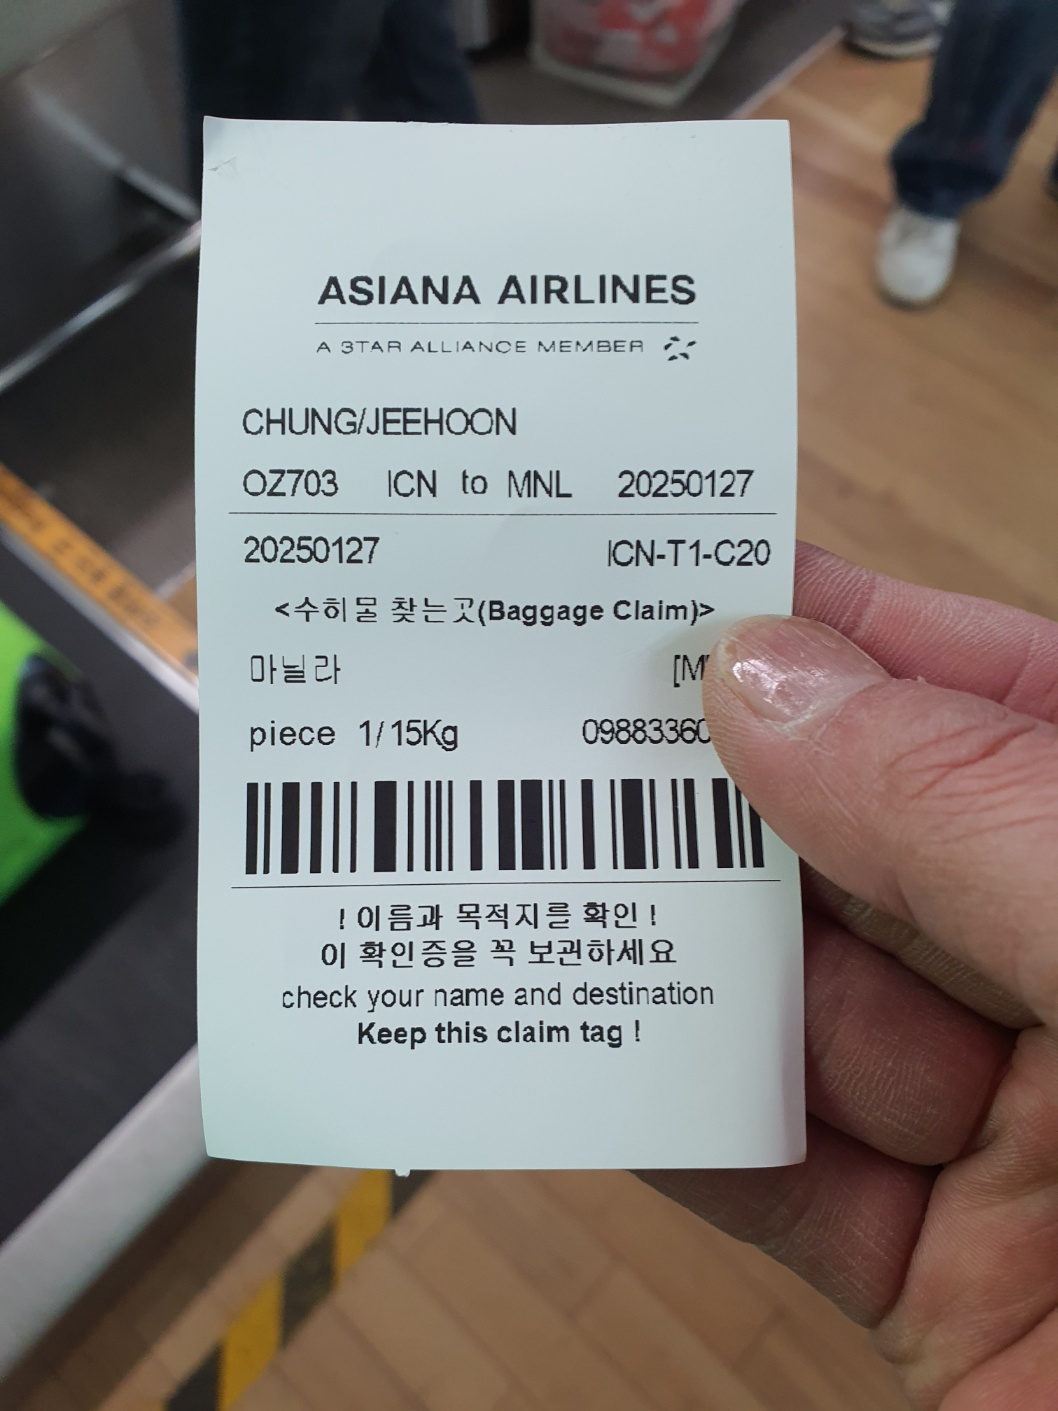 ASIANA AIRLINES
A STAR ALLIANCE MEMBER
CHUNG/JEEHOON
OZ703 ICN to MNL 20250127
20250127 ICN-T1-C20
<수하물 찾는곳(Baggage Claim)>
마닐라
piece 1/15Kg
! 이름과 목적지를 확인 !
이 확인증을 꼭 보관하세요
check your name and destination
Keep this claim tag !